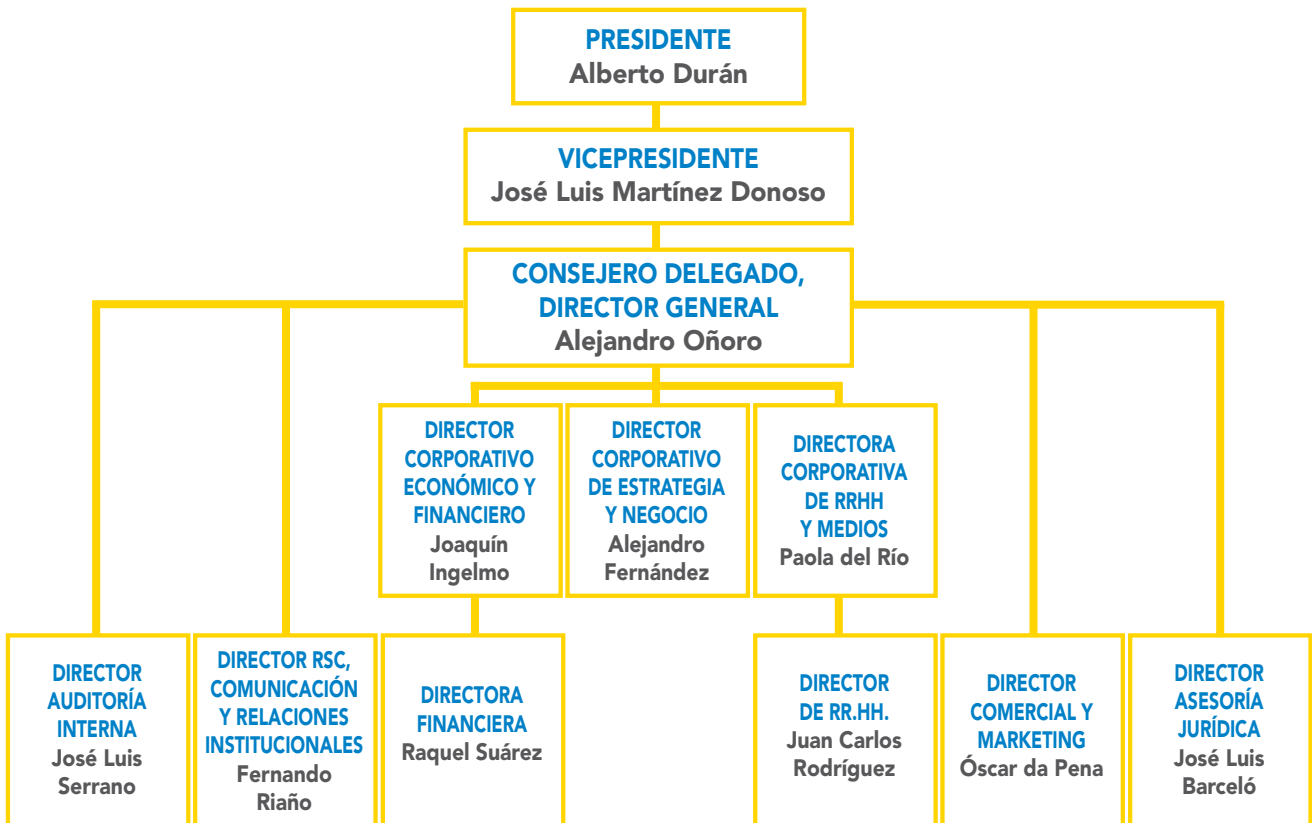 PRESIDENTE
Alberto Durán
VICEPRESIDENTE
José Luis Martínez Donoso
CONSEJERO DELEGADO,
DIRECTOR GENERAL
Alejandro Oñoro
DIRECTOR
CORPORATIVO
ECONÓMICO Y
FINANCIERO
Joaquín
Ingelmo
DIRECTOR
CORPORATIVO
DE ESTRATEGIA
Y NEGOCIO
Alejandro
Fernández
DIRECTORA
CORPORATIVA
DE RRHH
Y MEDIOS
Paola del Río
DIRECTOR
AUDITORÍA
INTERNA
José Luis
Serrano
DIRECTOR RSC,
COMUNICACIÓN
Y RELACIONES
INSTITUCIONALES
Fernando
Riaño
DIRECTORA
FINANCIERA
Raquel Suárez
DIRECTOR
DE RR.HH.
Juan Carlos
Rodríguez
DIRECTOR
COMERCIAL Y
MARKETING
Óscar da Pena
DIRECTOR
ASESORÍA
JURÍDICA
José Luis
Barceló